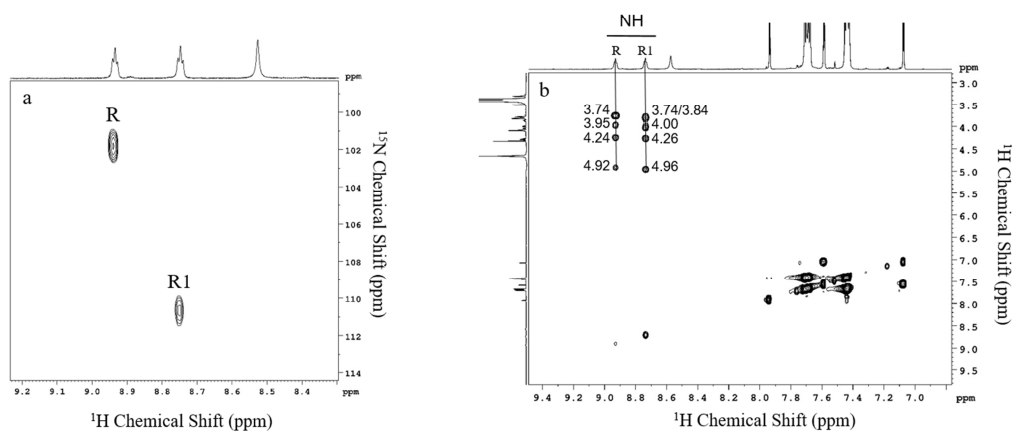 a
R
R1
ppm
100
102
104
106
108
110
112
114
ppm
9.2 9.1 9.0 8.9 8.8 8.7 8.6 8.5 8.4
¹H Chemical Shift (ppm)
¹⁵N Chemical Shift (ppm)
NH
R R1
b
3.74 3.74/3.84
3.95 4.00
4.24 4.26
4.92 4.96
ppm
3.0
3.5
4.0
4.5
5.0
5.5
6.0
6.5
7.0
7.5
8.0
8.5
9.0
9.4 9.2 9.0 8.8 8.6 8.4 8.2 8.0 7.8 7.6 7.4 7.2 7.0 ppm
¹H Chemical Shift (ppm)
¹H Chemical Shift (ppm)